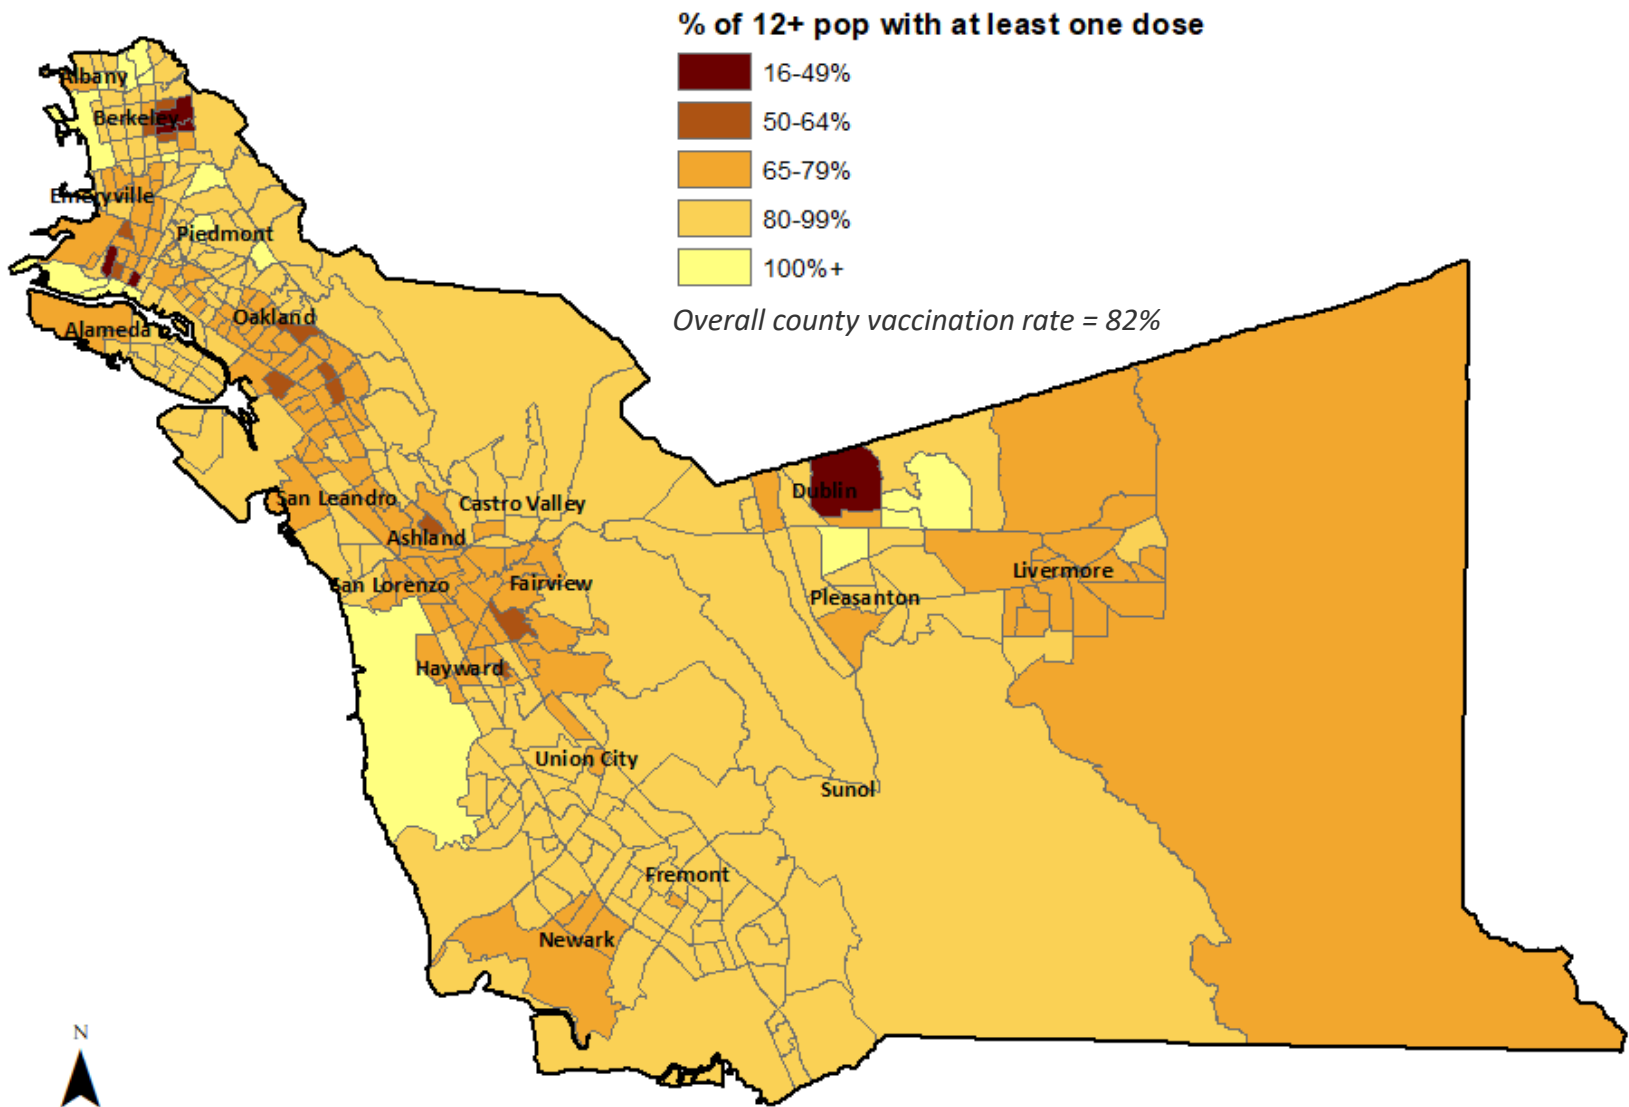 % of 12+ pop with at least one dose
16-49%
50-64%
65-79%
80-99%
100%+
Overall county vaccination rate = 82%
Albany
Berkeley
Emeryville
Piedmont
Oakland
Alameda
San Leandro
Castro Valley
Dublin
Ashland
Livermore
San Lorenzo
Fairview
Pleasanton
Hayward
Union City
Sunol
Fremont
Newark
N